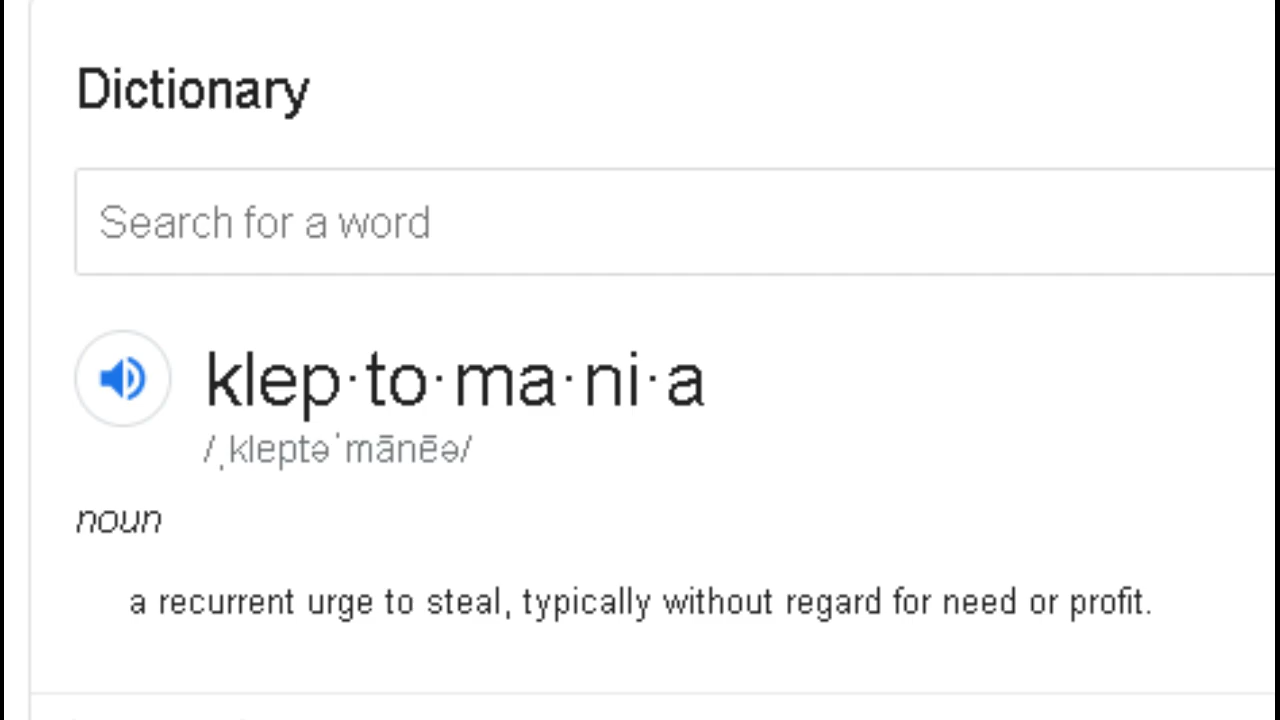 Dictionary
Search for a word
klep·to·ma·ni·a
/ˌkleptəˈmānēə/
noun
a recurrent urge to steal, typically without regard for need or profit.